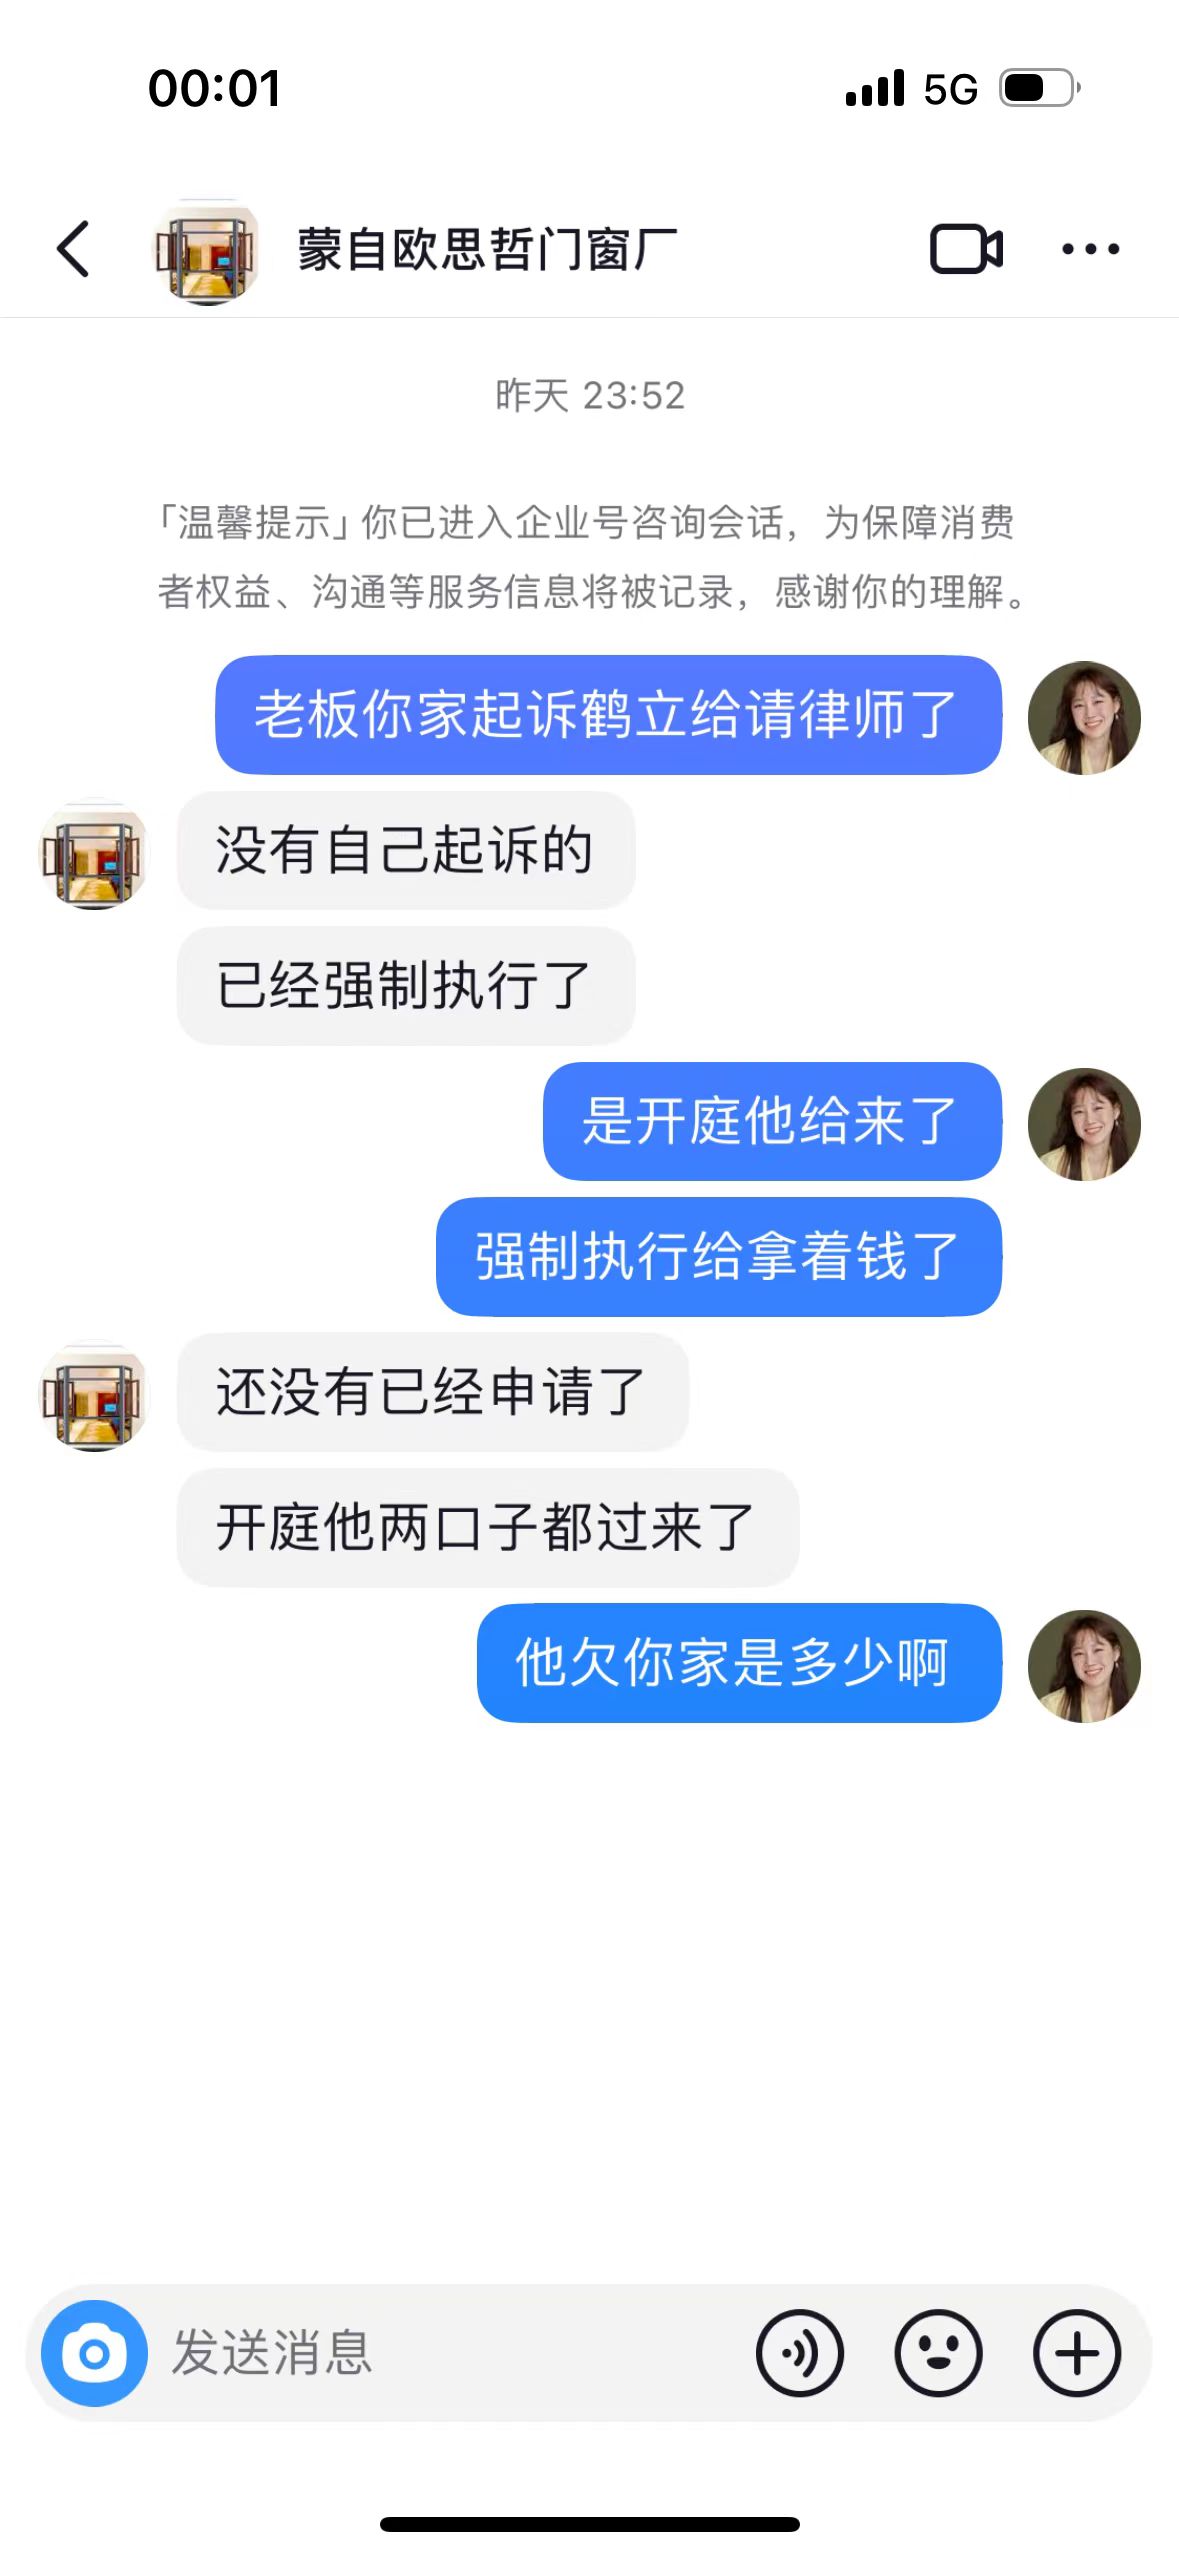 00:01
5G
蒙自欧思哲门窗厂
昨天 23:52
「温馨提示」你已进入企业号咨询会话，为保障消费
者权益、沟通等服务信息将被记录，感谢你的理解。
老板你家起诉鹤立给请律师了
没有自己起诉的
已经强制执行了
是开庭他给来了
强制执行给拿着钱了
还没有已经申请了
开庭他两口子都过来了
他欠你家是多少啊
发送消息